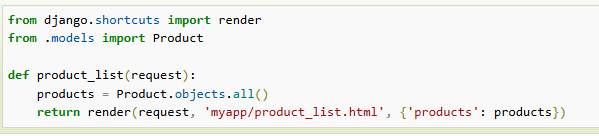 from django.shortcuts import render
from .models import Product

def product_list(request):
    products = Product.objects.all()
    return render(request, 'myapp/product_list.html', {'products': products})